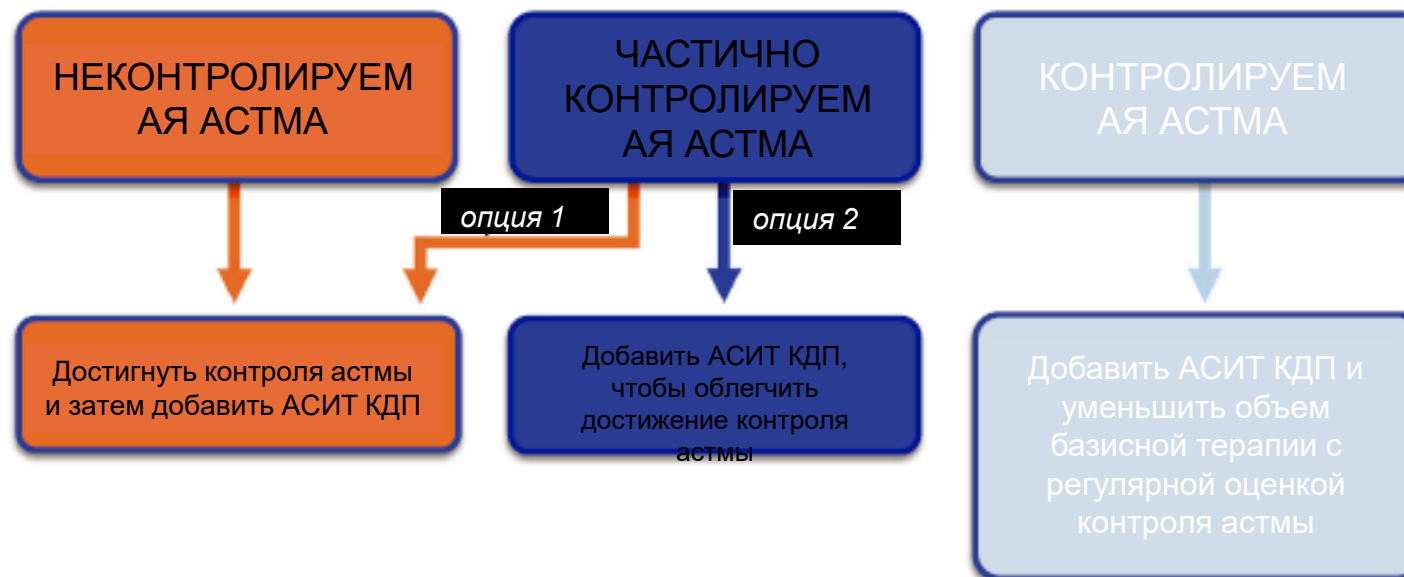 НЕКОНТРОЛИРУЕМ
АЯ АСТМА
ЧАСТИЧНО
КОНТРОЛИРУЕМ
АЯ АСТМА
КОНТРОЛИРУЕМ
АЯ АСТМА
опция 1
опция 2
Достигнуть контроля астмы
и затем добавить АСИТ КДП
Добавить АСИТ КДП,
чтобы облегчить
достижение контроля
астмы
Добавить АСИТ КДП и
уменьшить объем
базисной терапии с
регулярной оценкой
контроля астмы